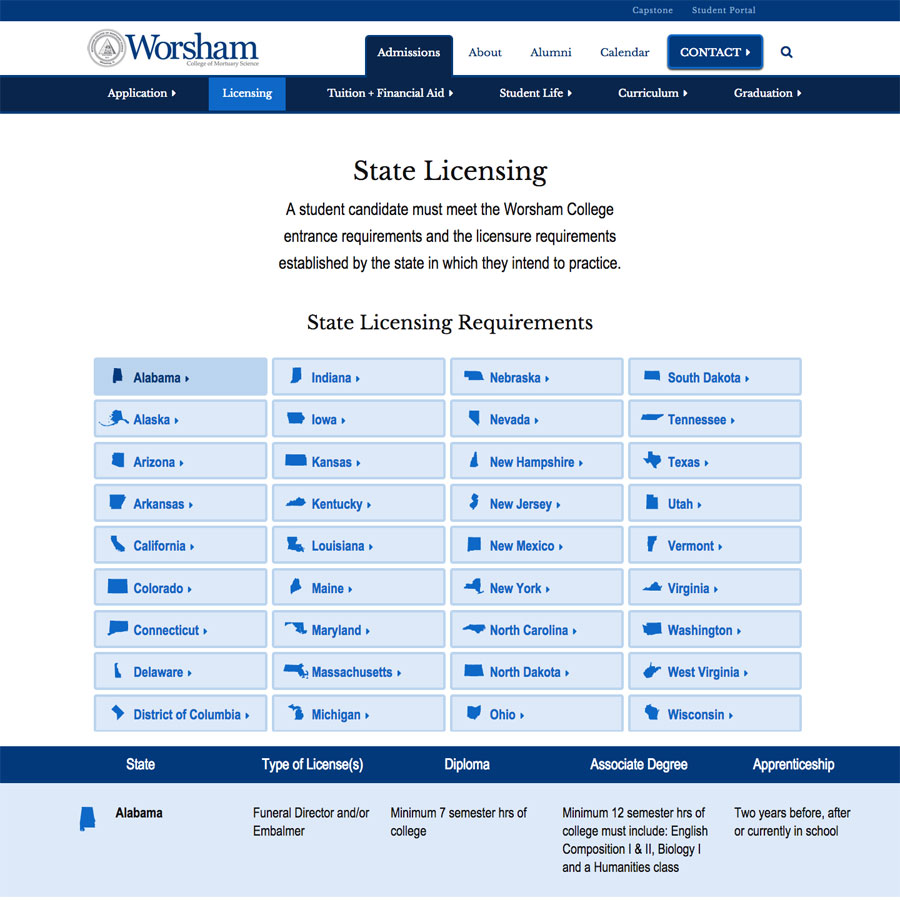 Capstone Student Portal
Worsham
College of Mortuary Science
Admissions About Alumni Calendar CONTACT
Application Licensing Tuition + Financial Aid Student Life Curriculum Graduation
State Licensing
A student candidate must meet the Worsham College
entrance requirements and the licensure requirements
established by the state in which they intend to practice.
State Licensing Requirements
Alabama Indiana Nebraska South Dakota
Alaska Iowa Nevada Tennessee
Arizona Kansas New Hampshire Texas
Arkansas Kentucky New Jersey Utah
California Louisiana New Mexico Vermont
Colorado Maine New York Virginia
Connecticut Maryland North Carolina Washington
Delaware Massachusetts North Dakota West Virginia
District of Columbia Michigan Ohio Wisconsin
State Type of License(s) Diploma Associate Degree Apprenticeship
Alabama Funeral Director and/or Minimum 7 semester hrs of Minimum 12 semester hrs of Two years before, after
Embalmer college college must include: English or currently in school
Composition I & II, Biology I
and a Humanities class